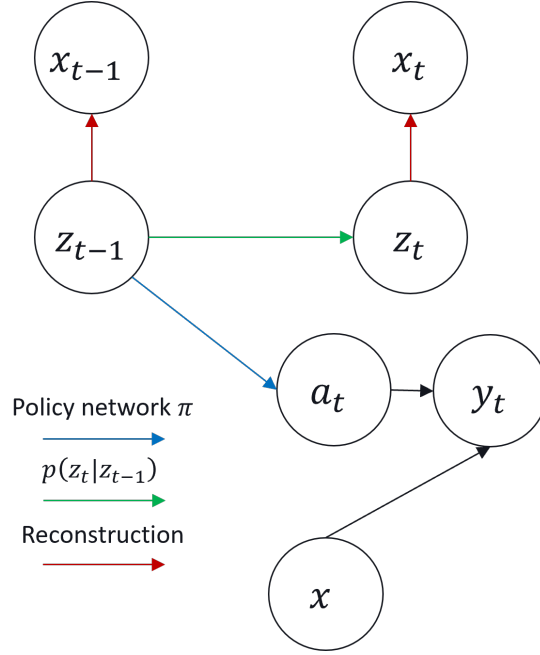 x_{t−1}
x_t
z_{t−1}
z_t
a_t
y_t
Policy network π
p(z_t|z_{t−1})
Reconstruction
x